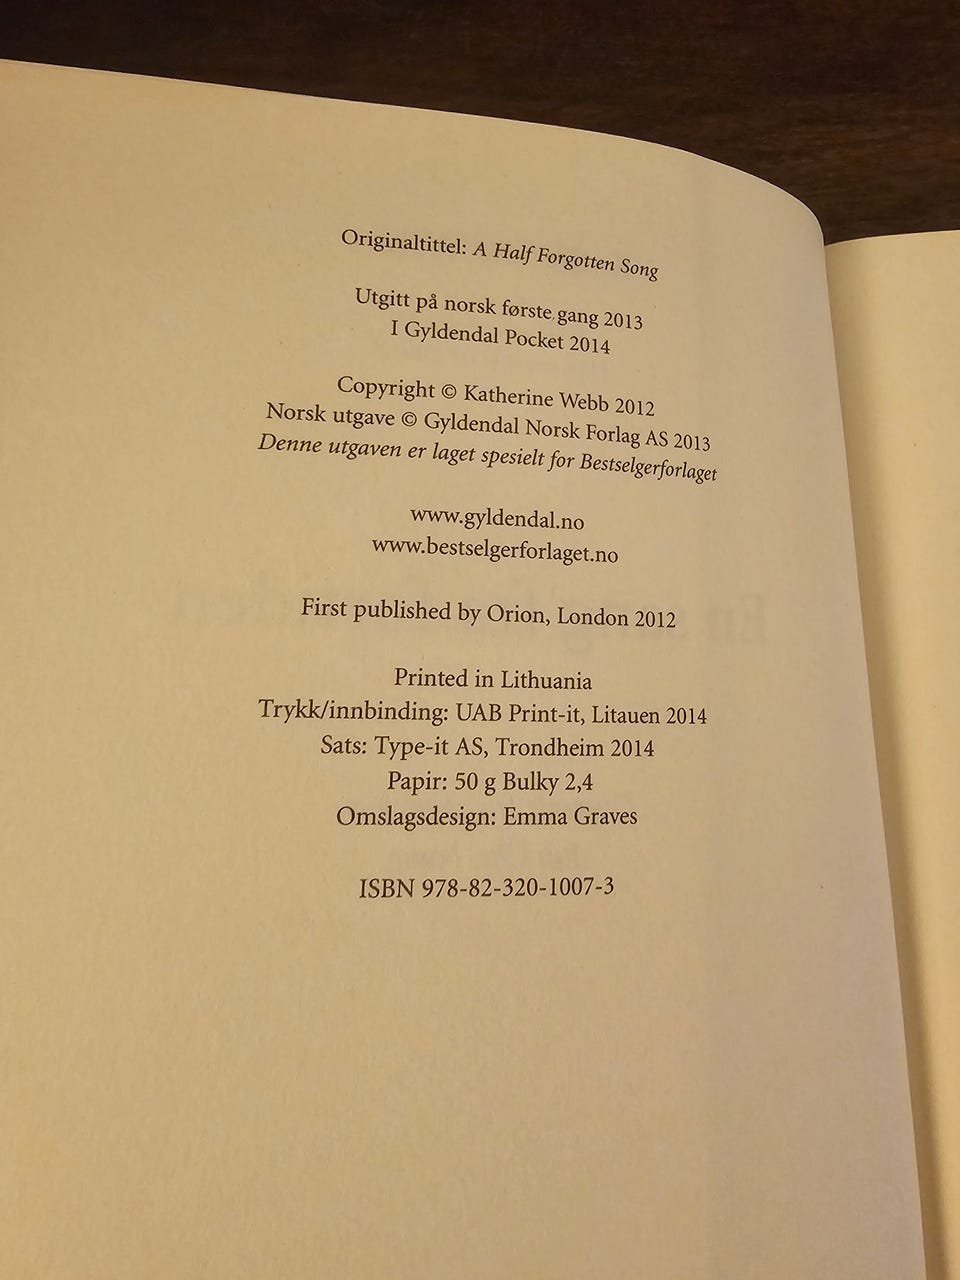 Originaltittel: A Half Forgotten Song
Utgitt på norsk første gang 2013
I Gyldendal Pocket 2014
Copyright © Katherine Webb 2012
Norsk utgave © Gyldendal Norsk Forlag AS 2013
Denne utgaven er laget spesielt for Bestselgerforlaget
www.gyldendal.no
www.bestselgerforlaget.no
First published by Orion, London 2012
Printed in Lithuania
Trykk/innbinding: UAB Print-it, Litauen 2014
Sats: Type-it AS, Trondheim 2014
Papir: 50 g Bulky 2,4
Omslagsdesign: Emma Graves
ISBN 978-82-320-1007-3